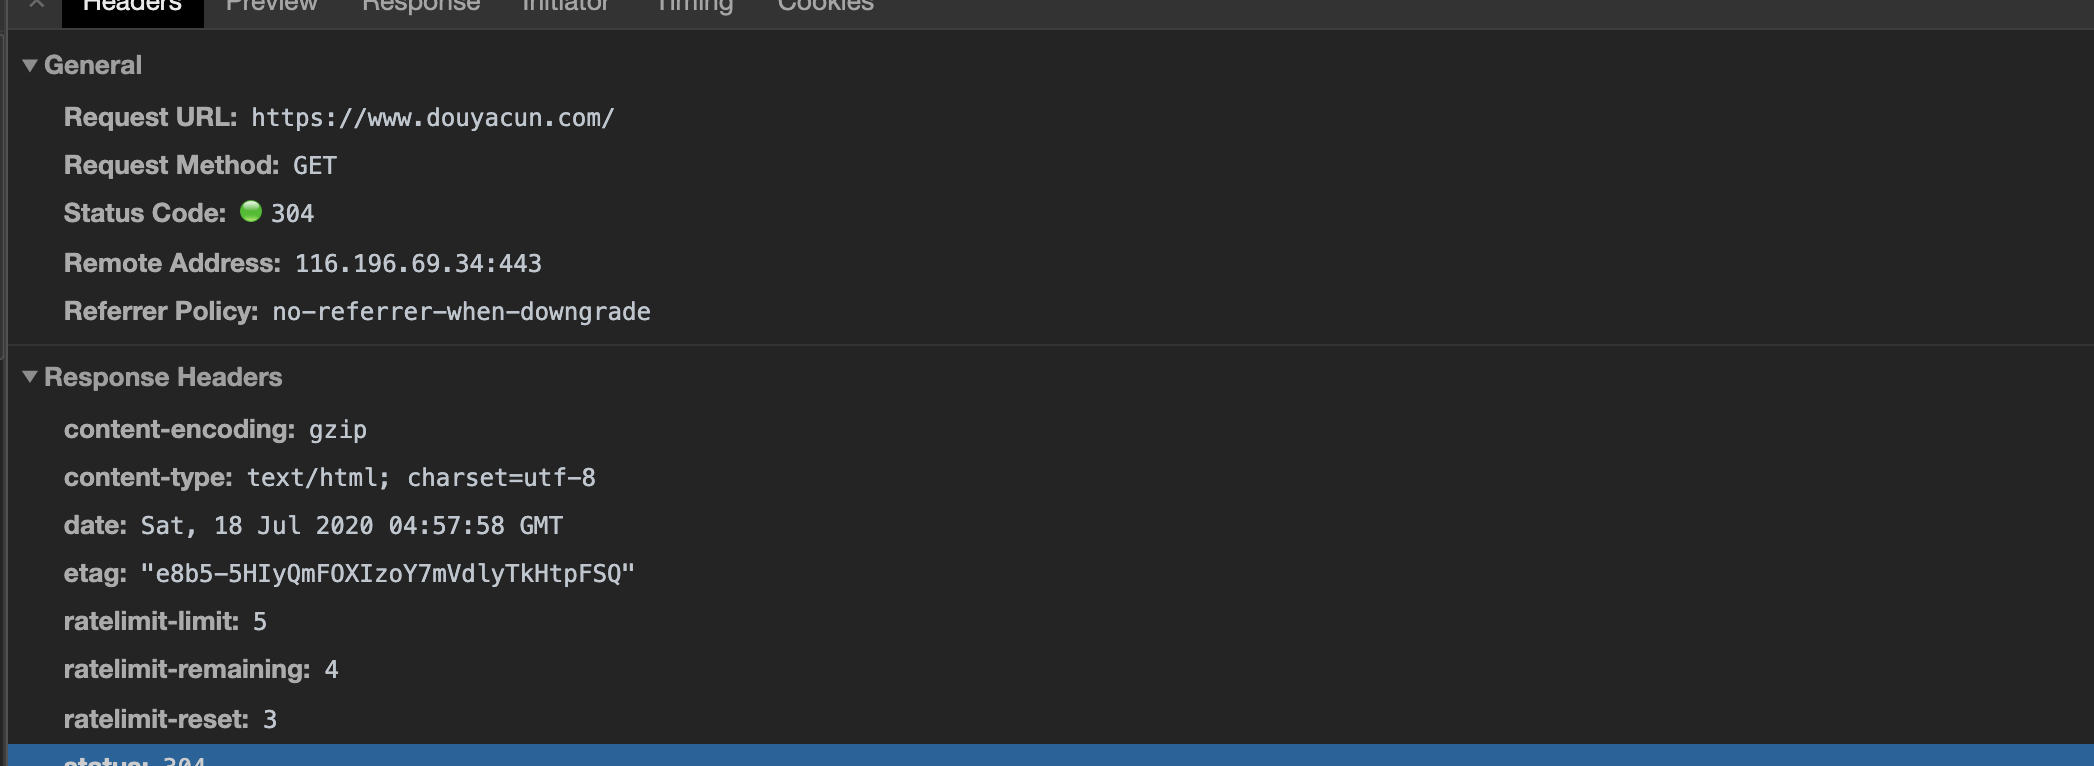 Headers Preview Response Initiator Timing Cookies
General
Request URL: https://www.douyacun.com/
Request Method: GET
Status Code: 304
Remote Address: 116.196.69.34:443
Referrer Policy: no-referrer-when-downgrade
Response Headers
content-encoding: gzip
content-type: text/html; charset=utf-8
date: Sat, 18 Jul 2020 04:57:58 GMT
etag: "e8b5-5HIyQmFOXIzoY7mVdlyTkHtpFSQ"
ratelimit-limit: 5
ratelimit-remaining: 4
ratelimit-reset: 3
status: 304